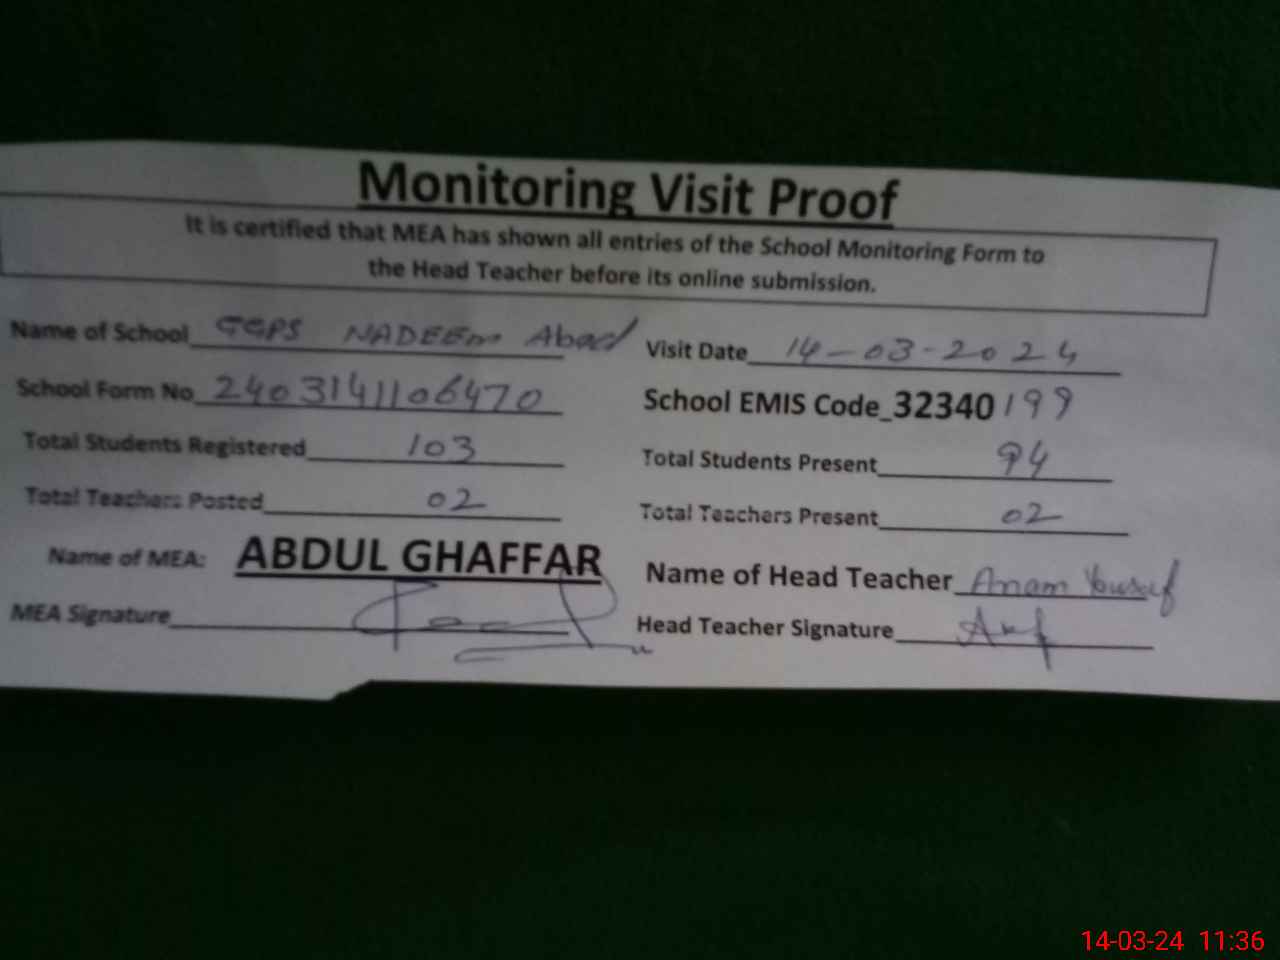 Monitoring Visit Proof
It is certified that MEA has shown all entries of the School Monitoring Form to
the Head Teacher before its online submission.
Name of School GGPS NADEEm Abad Visit Date 14-03-2024
School Form No 2403141106470 School EMIS Code_32340199
Total Students Registered 103 Total Students Present 94
Total Teachers Posted 02 Total Teachers Present 02
Name of MEA: ABDUL GHAFFAR Name of Head Teacher Anam Yousuf
MEA Signature Head Teacher Signature
14-03-24 11:36